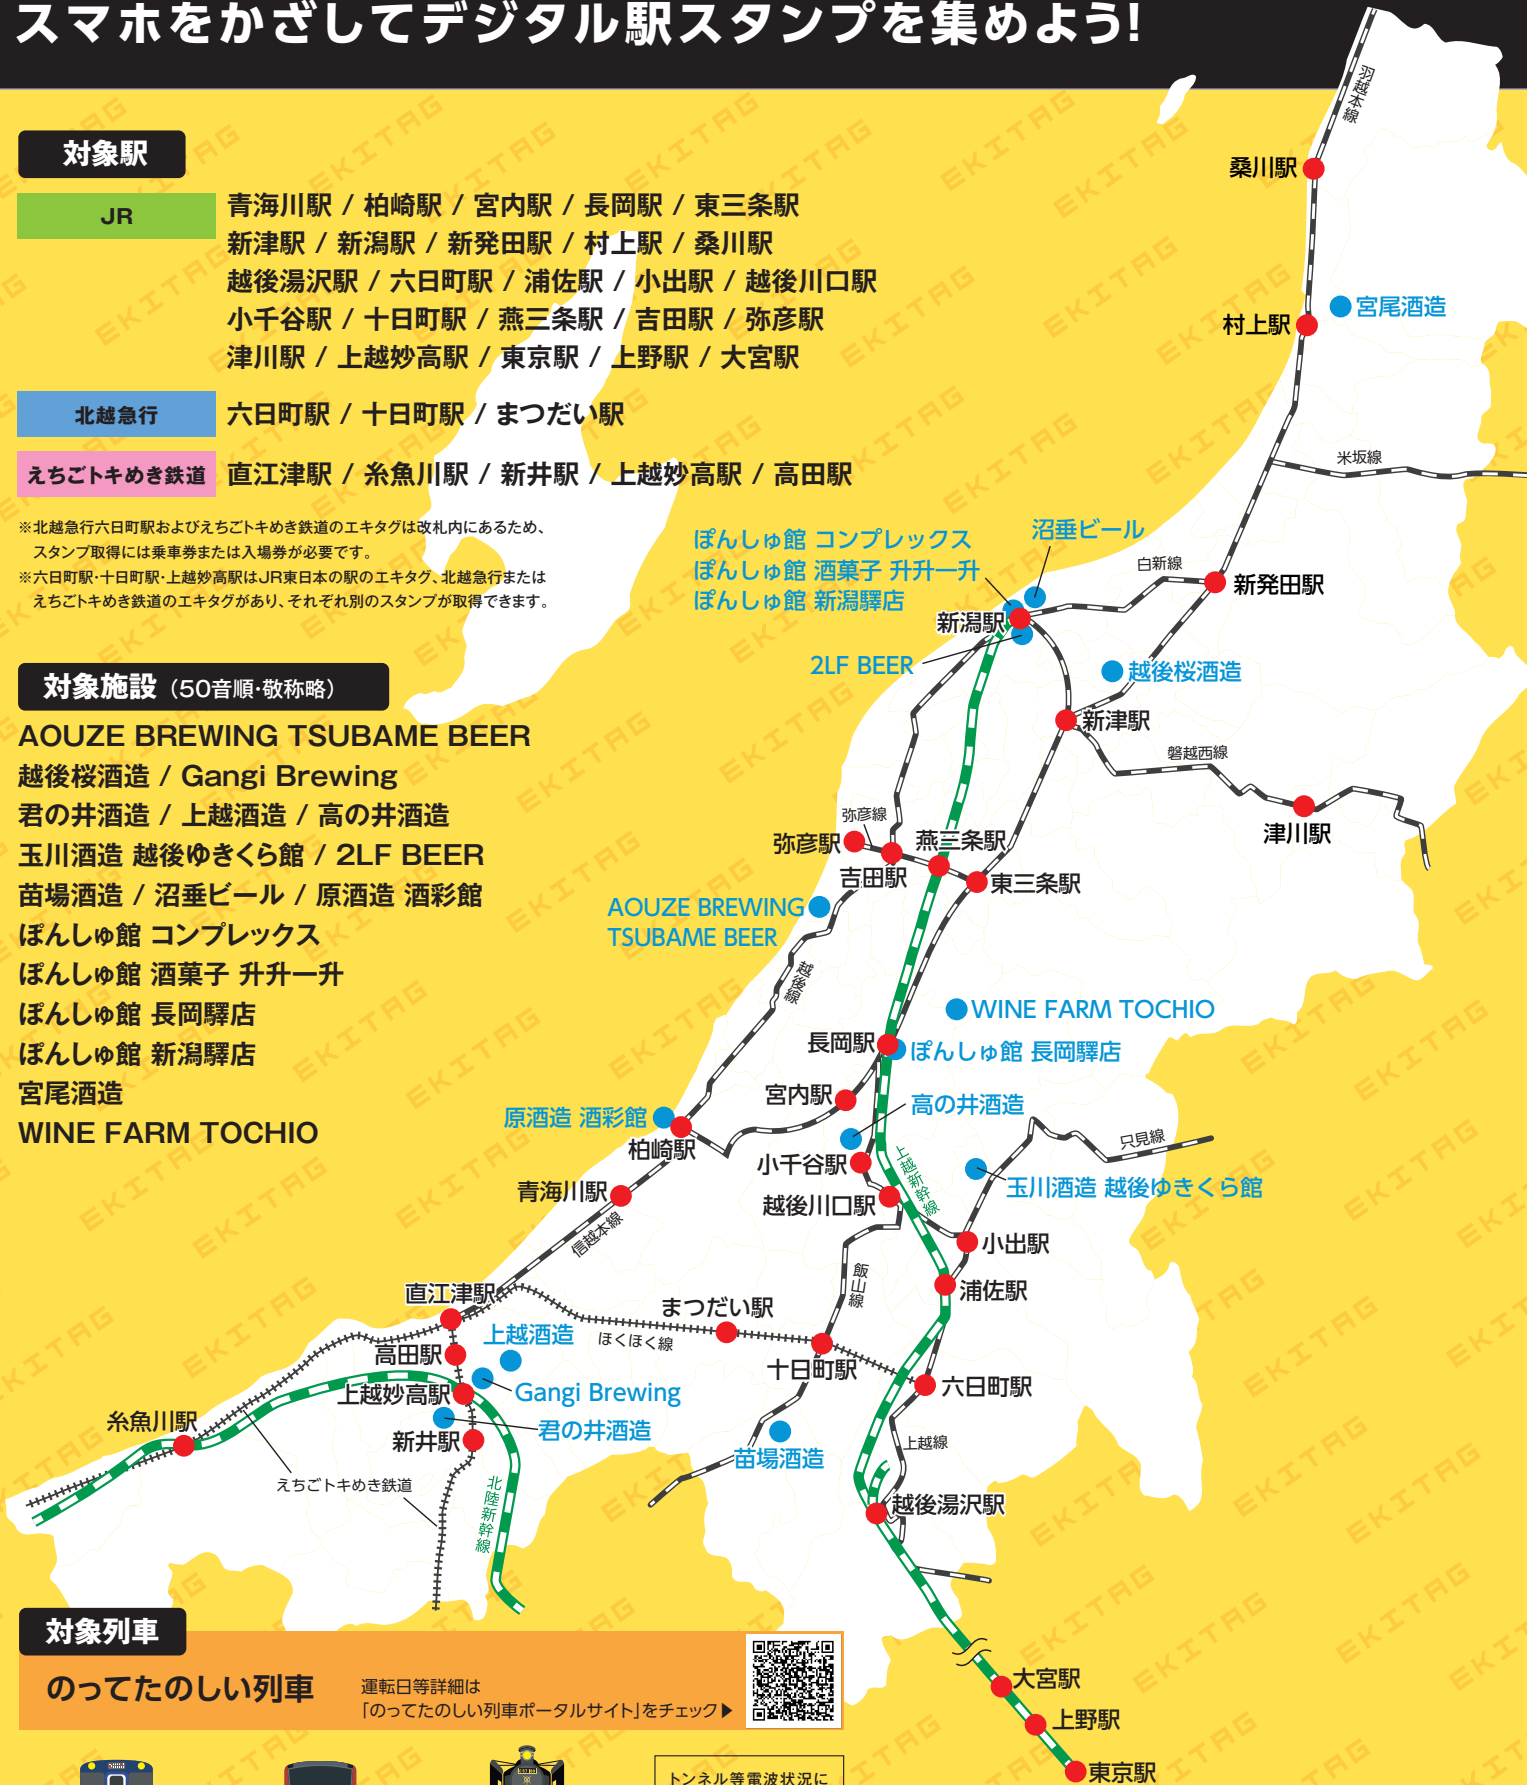 スマホをかざしてデジタル駅スタンプを集めよう!
対象駅
JR
青海川駅 / 柏崎駅 / 宮内駅 / 長岡駅 / 東三条駅
新津駅 / 新潟駅 / 新発田駅 / 村上駅 / 桑川駅
越後湯沢駅 / 六日町駅 / 浦佐駅 / 小出駅 / 越後川口駅
小千谷駅 / 十日町駅 / 燕三条駅 / 吉田駅 / 弥彦駅
津川駅 / 上越妙高駅 / 東京駅 / 上野駅 / 大宮駅
北越急行
六日町駅 / 十日町駅 / まつだい駅
えちごトキめき鉄道
直江津駅 / 糸魚川駅 / 新井駅 / 上越妙高駅 / 高田駅
※北越急行六日町駅およびえちごトキめき鉄道のエキタグは改札内にあるため、
スタンプ取得には乗車券または入場券が必要です。
※六日町駅・十日町駅・上越妙高駅はJR東日本の駅のエキタグ、北越急行または
えちごトキめき鉄道のエキタグがあり、それぞれ別のスタンプが取得できます。
対象施設（50音順・敬称略）
AOUZE BREWING TSUBAME BEER
越後桜酒造 / Gangi Brewing
君の井酒造 / 上越酒造 / 高の井酒造
玉川酒造 越後ゆきくら館 / 2LF BEER
苗場酒造 / 沼垂ビール / 原酒造 酒彩館
ぽんしゅ館 コンプレックス
ぽんしゅ館 酒菓子 升升一升
ぽんしゅ館 長岡驛店
ぽんしゅ館 新潟驛店
宮尾酒造
WINE FARM TOCHIO
羽越本線
桑川駅
宮尾酒造
村上駅
米坂線
沼垂ビール
ぽんしゅ館 コンプレックス
ぽんしゅ館 酒菓子 升升一升
ぽんしゅ館 新潟驛店
白新線
新発田駅
新潟駅
2LF BEER
越後桜酒造
新津駅
磐越西線
津川駅
弥彦線
弥彦駅
燕三条駅
吉田駅
東三条駅
AOUZE BREWING
TSUBAME BEER
越後線
WINE FARM TOCHIO
長岡駅
ぽんしゅ館 長岡驛店
宮内駅
高の井酒造
原酒造 酒彩館
柏崎駅
只見線
小千谷駅
上越新幹線
玉川酒造 越後ゆきくら館
青海川駅
越後川口駅
信越本線
小出駅
飯山線
浦佐駅
直江津駅
まつだい駅
上越酒造
ほくほく線
高田駅
十日町駅
六日町駅
上越妙高駅
Gangi Brewing
糸魚川駅
君の井酒造
新井駅
上越線
苗場酒造
えちごトキめき鉄道
北陸新幹線
越後湯沢駅
対象列車
のってたのしい列車
運転日等詳細は
「のってたのしい列車ポータルサイト」をチェック▶
大宮駅
上野駅
東京駅
トンネル等電波状況に